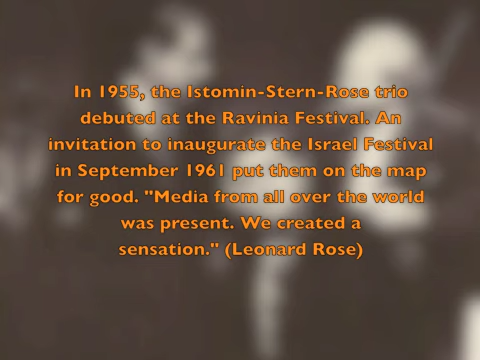 In 1955, the Istomin-Stern-Rose trio
debuted at the Ravinia Festival. An
invitation to inaugurate the Israel Festival
in September 1961 put them on the map
for good. "Media from all over the world
was present. We created a
sensation." (Leonard Rose)